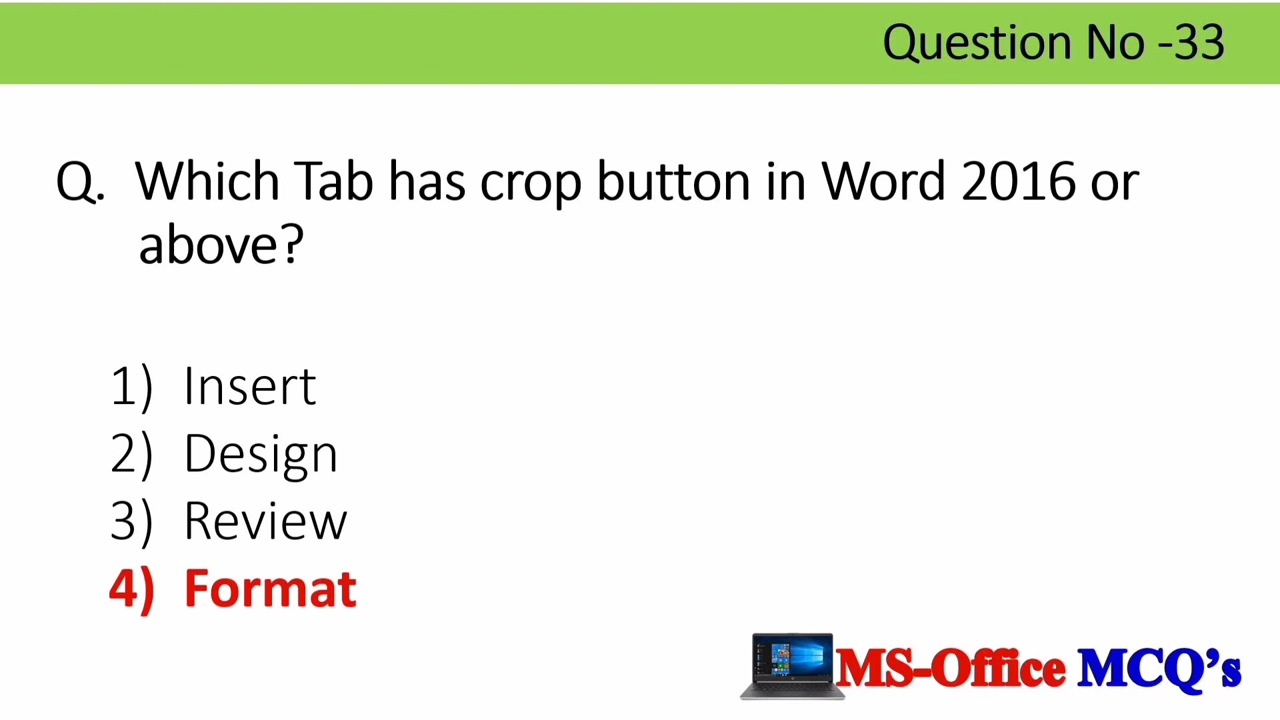 Question No -33
Q. Which Tab has crop button in Word 2016 or
above?
1) Insert
2) Design
3) Review
4) Format
MS-Office MCQ’s